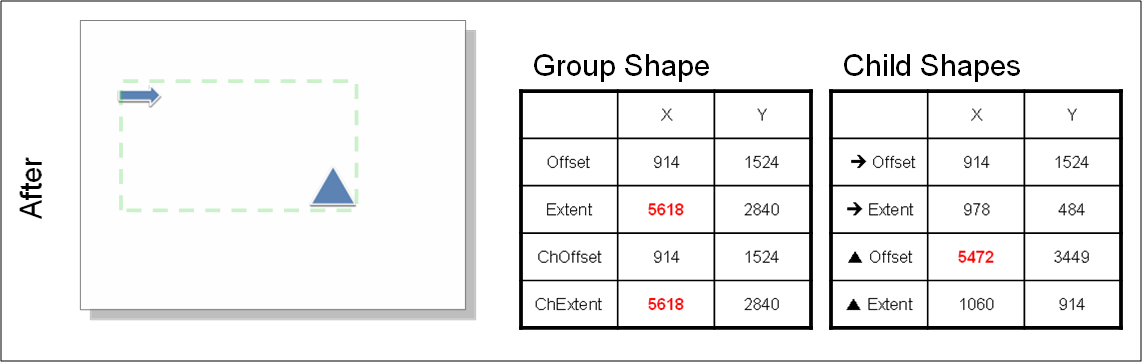 After
Group Shape
X Y
Offset 914 1524
Extent 5618 2840
ChOffset 914 1524
ChExtent 5618 2840
Child Shapes
X Y
➔ Offset 914 1524
➔ Extent 978 484
▲ Offset 5472 3449
▲ Extent 1060 914